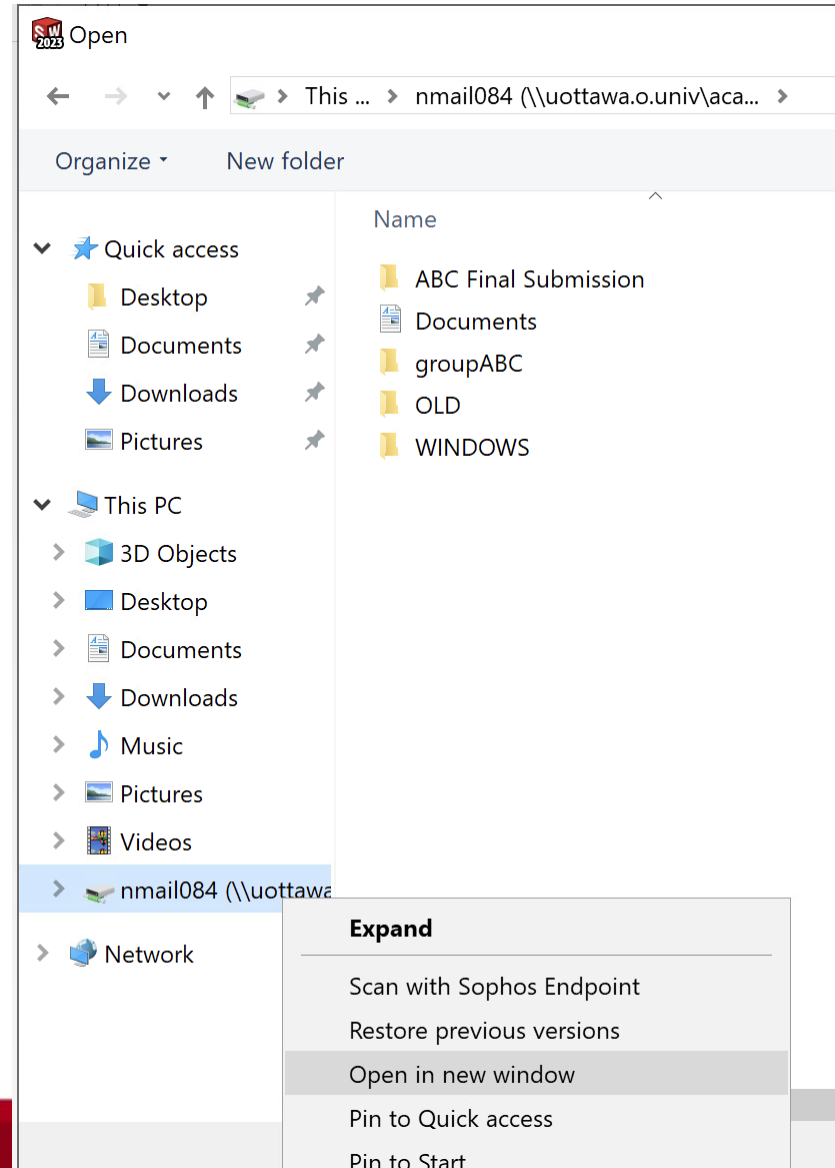 SW
2023
Open
This ...
nmail084 (\\uottawa.o.univ\aca...
Organize
New folder
Name
Quick access
Desktop
Documents
Downloads
Pictures
This PC
3D Objects
Desktop
Documents
Downloads
Music
Pictures
Videos
nmail084 (\\uottawa
Network
ABC Final Submission
Documents
groupABC
OLD
WINDOWS
Expand
Scan with Sophos Endpoint
Restore previous versions
Open in new window
Pin to Quick access
Pin to Start